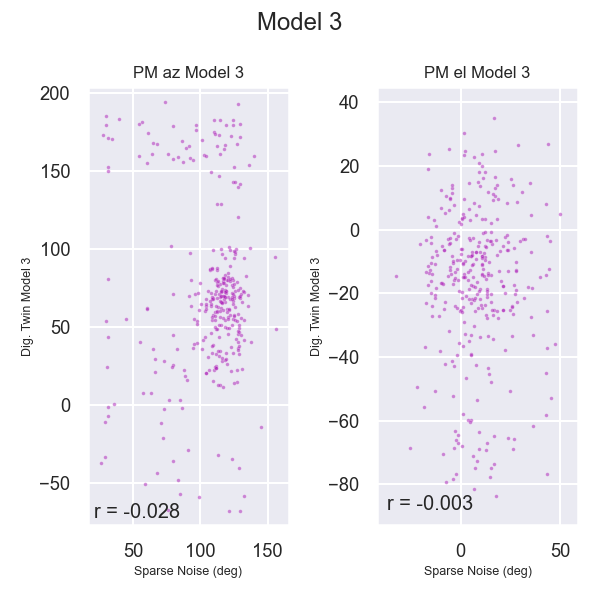 Model 3
PM az Model 3
PM el Model 3
200
150
100
50
0
−50
Dig. Twin Model 3
r = -0.028
50 100 150
Sparse Noise (deg)
40
20
0
−20
−40
−60
−80
Dig. Twin Model 3
r = -0.003
0 50
Sparse Noise (deg)